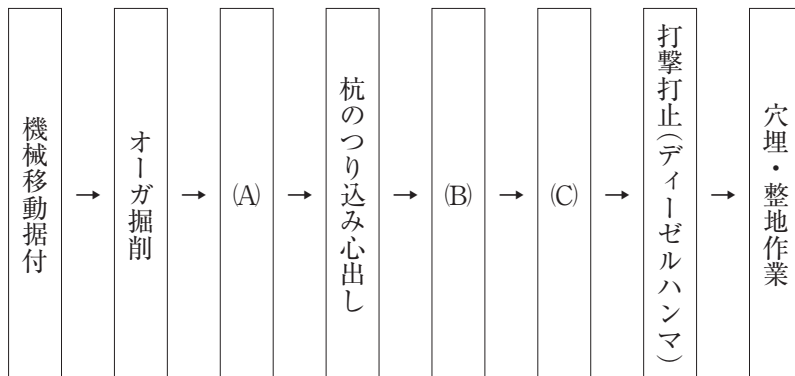 機械移動据付
→
オーガ掘削
→
(A)
→
杭のつり込み心出し
→
(B)
→
(C)
→
打撃打止(ディーゼルハンマ)
→
穴埋・整地作業